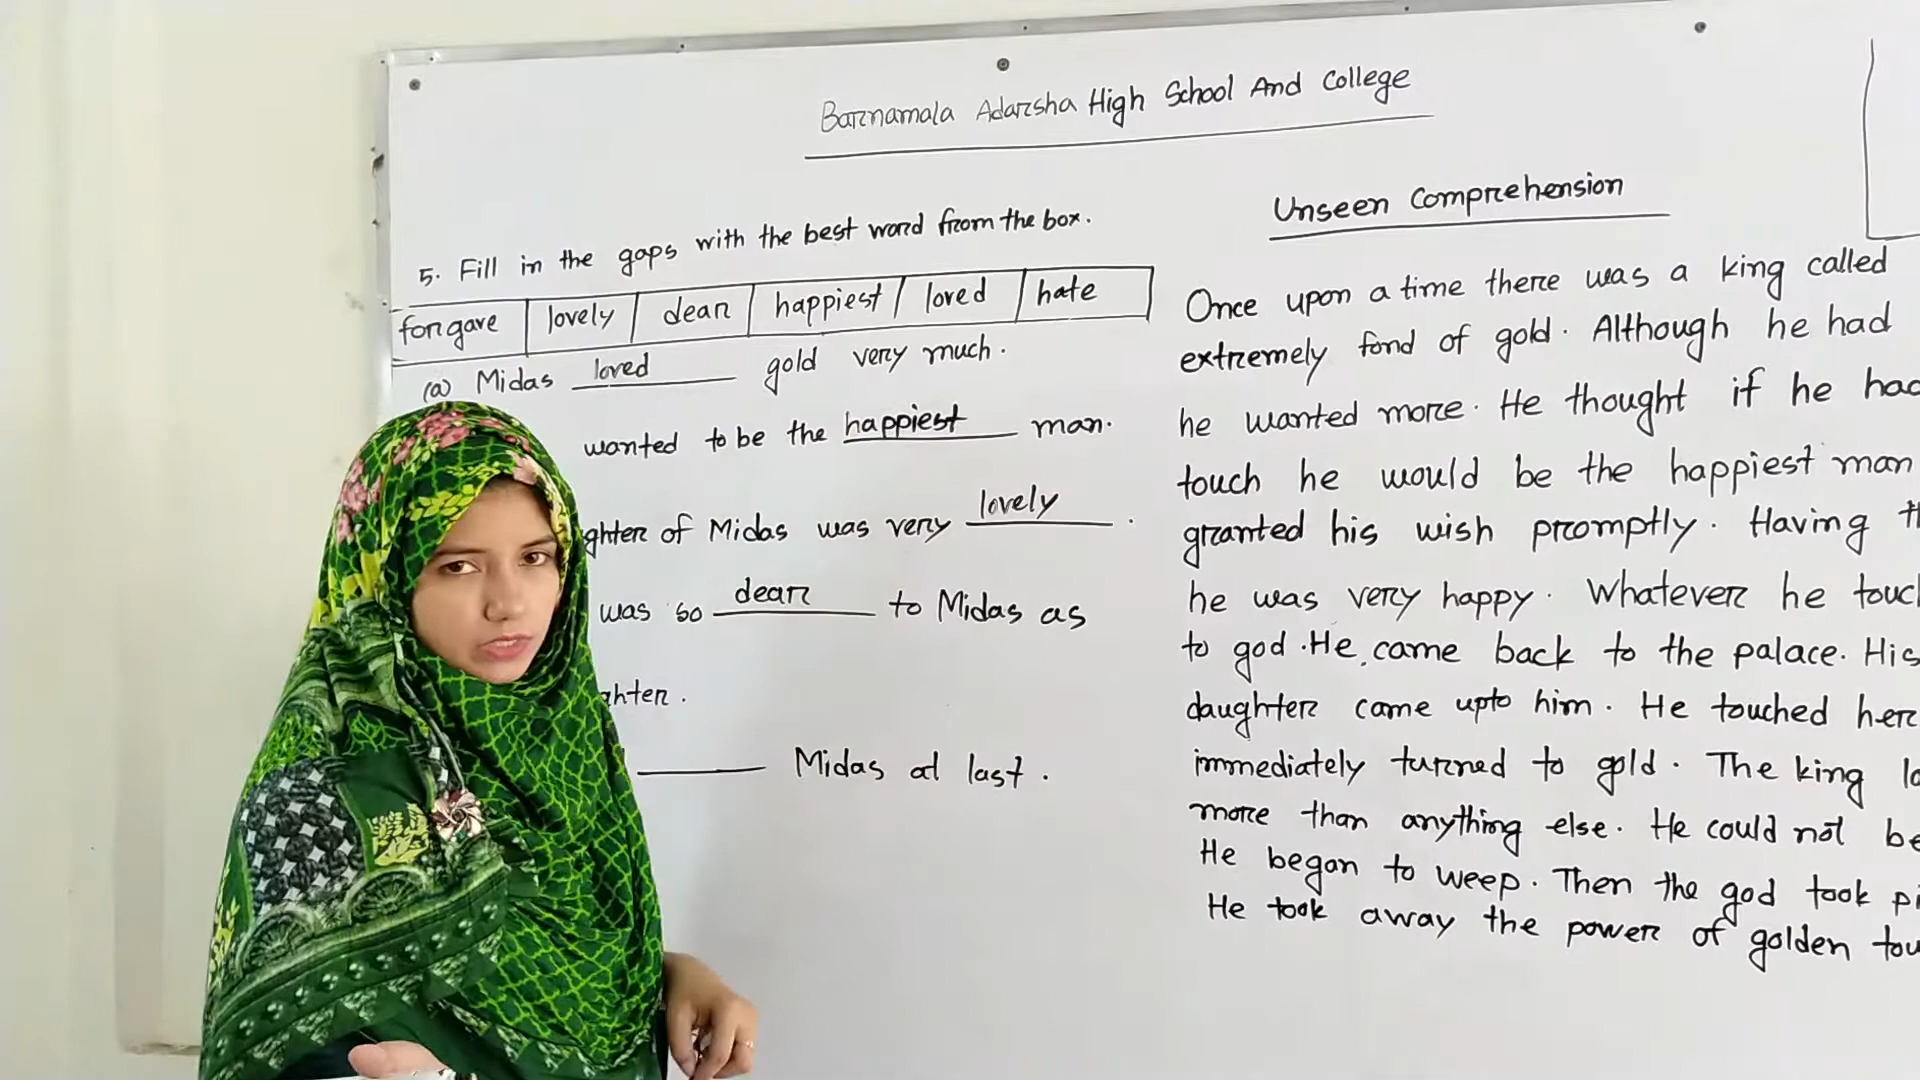 Barnamala Adarsha High School And College
5. Fill in the gaps with the best word from the box.
forgave lovely dear happiest loved hate
(a) Midas loved gold very much.
wanted to be the happiest man.
ghter of Midas was very lovely.
was so dear to Midas as
ghter.
Midas at last.
Unseen Comprehension
Once upon a time there was a king called
extremely fond of gold. Although he had
he wanted more. He thought if he had
touch he would be the happiest man
granted his wish promptly. Having
he was very happy. Whatever he
to god. He came back to the palace. His
daughter came upto him. He touched her
immediately turned to gold. The king
more than anything else. He could not
He began to weep. Then the god took
He took away the power of golden